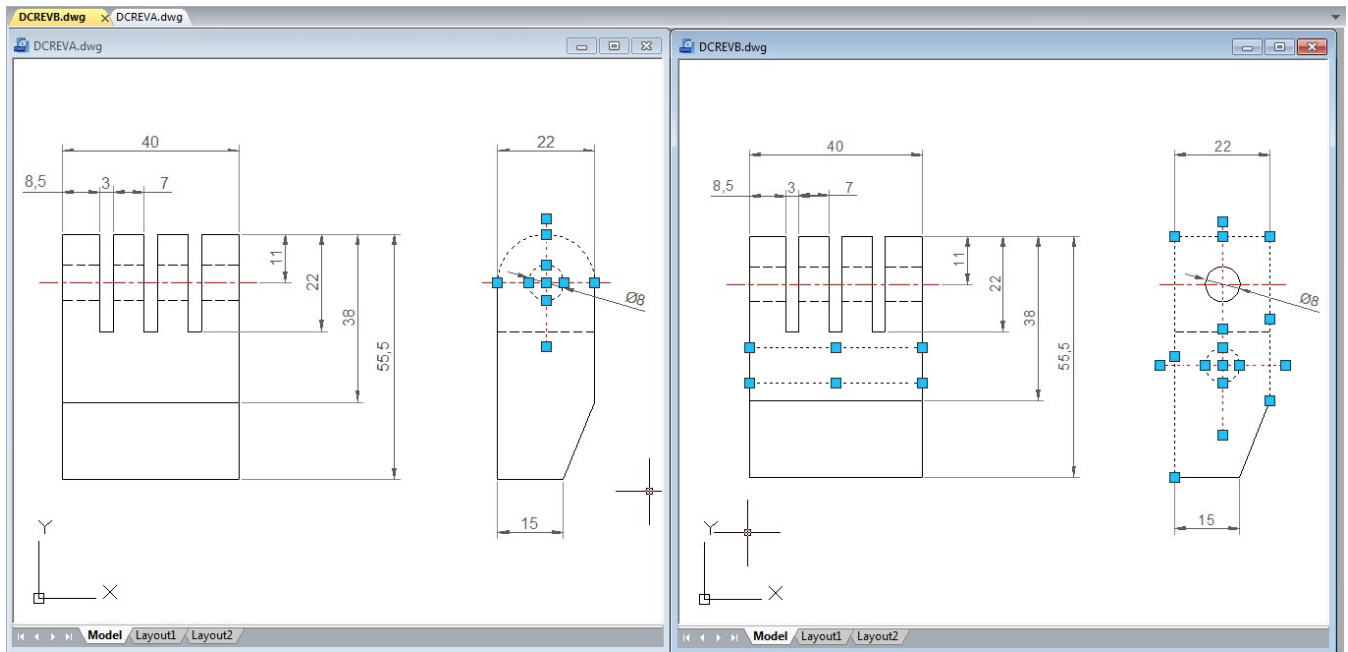 DCREVB.dwg DCREVA.dwg
DCREVA.dwg
40
22
8,5 3 7
11
22
38
55,5
Ø8
15
Y
X
Model Layout1 Layout2
DCREVB.dwg
40
22
8,5 3 7
11
22
38
55,5
Ø8
15
Y
X
Model Layout1 Layout2